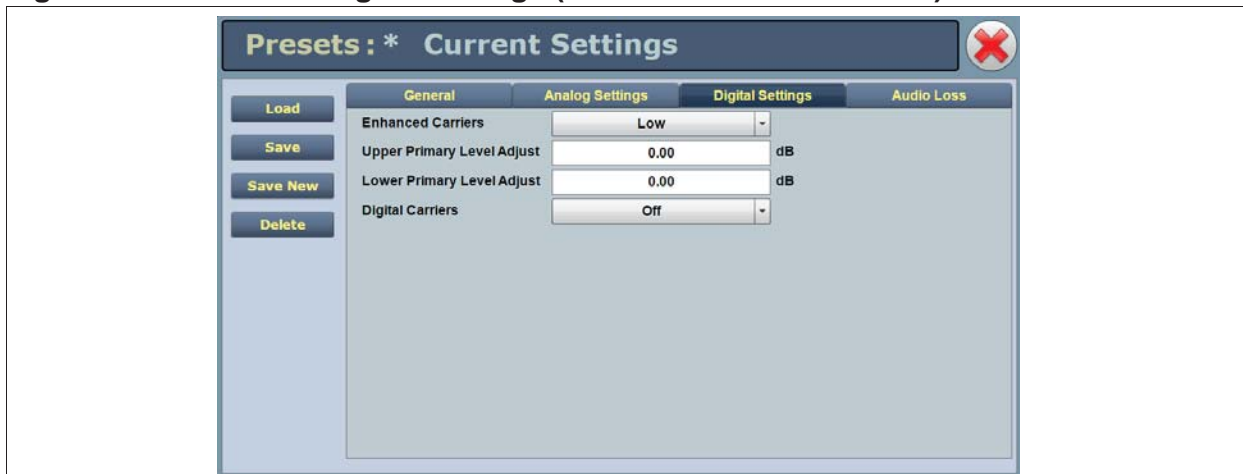 Presets:* Current Settings
Load
Save
Save New
Delete
General Analog Settings Digital Settings Audio Loss
Enhanced Carriers Low
Upper Primary Level Adjust 0.00 dB
Lower Primary Level Adjust 0.00 dB
Digital Carriers Off